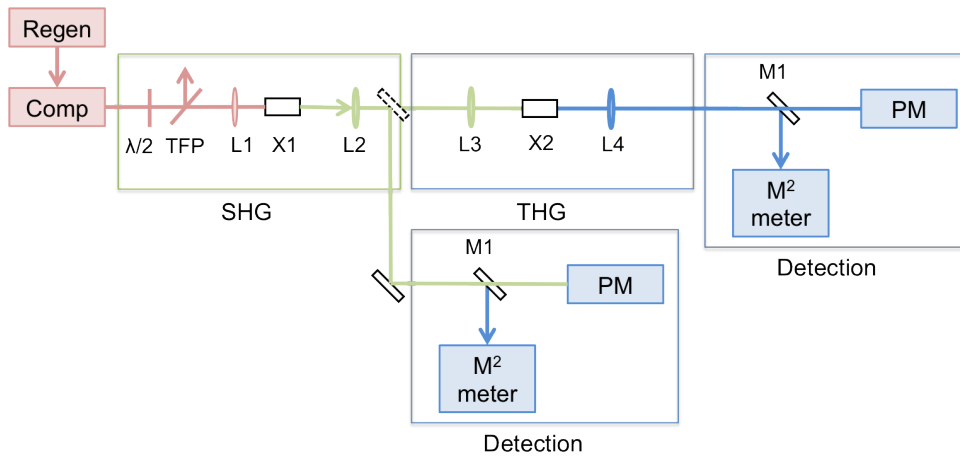 Regen
Comp
λ/2
TFP
L1
X1
L2
SHG
L3
X2
L4
THG
M1
PM
M²
meter
Detection
M1
PM
M²
meter
Detection